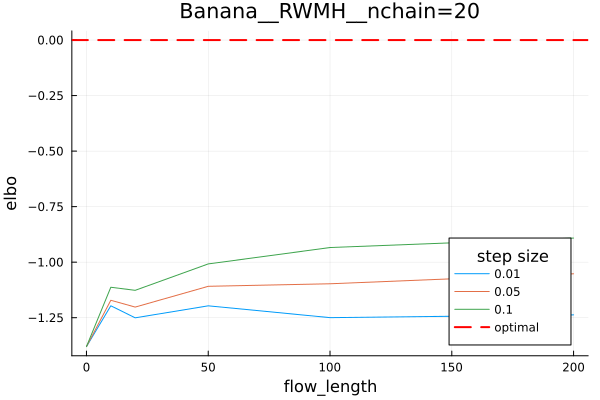 Banana__RWMH__nchain=20
elbo
0.00
−0.25
−0.50
−0.75
−1.00
−1.25
step size
0.01
0.05
0.1
optimal
0 50 100 150 200
flow_length